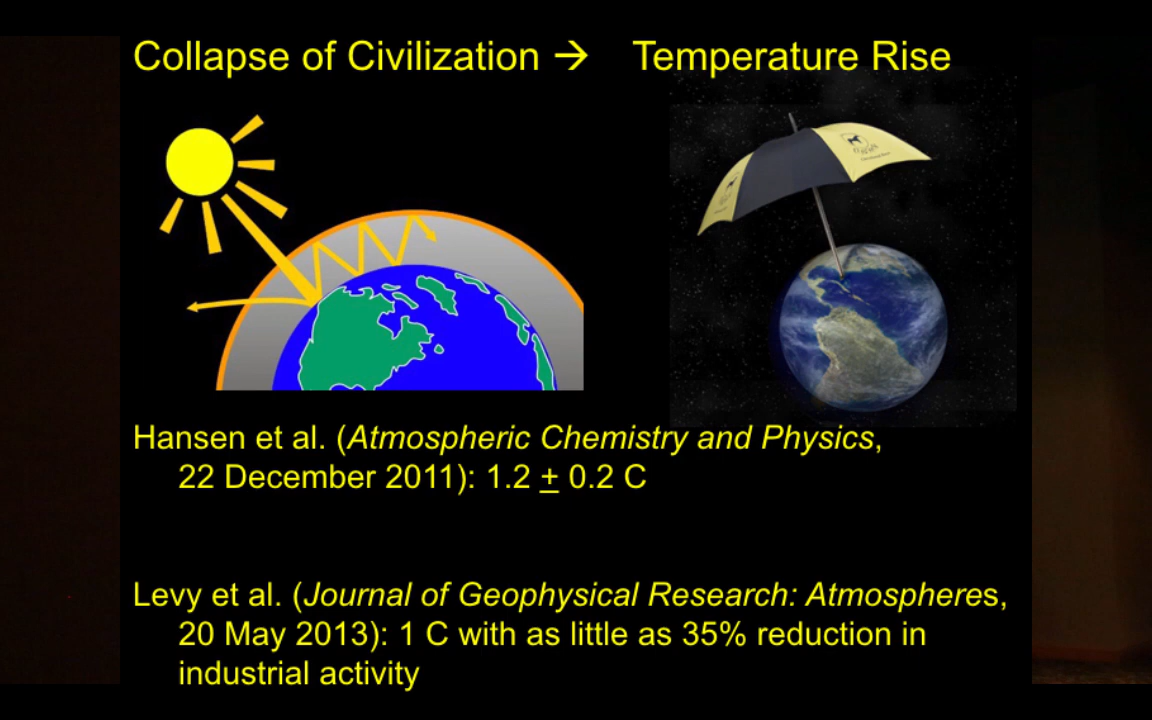 Collapse of Civilization → Temperature Rise
Hansen et al. (Atmospheric Chemistry and Physics,
22 December 2011): 1.2 ± 0.2 C
Levy et al. (Journal of Geophysical Research: Atmospheres,
20 May 2013): 1 C with as little as 35% reduction in
industrial activity